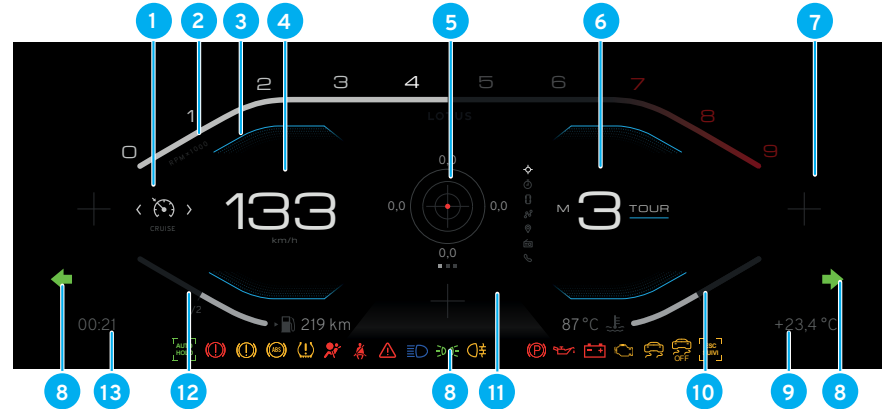 1 2 3 4 5 6 7
2 3 4 5 6 7
1 8
0 9
RPM×1000
LOTUS
0,0
0,0 0,0
0,0
CRUISE
133
km/h
M 3 TOUR
1/2
00:21
219 km
87 °C
+23,4 °C
AUTO
HOLD
ABS
P
OFF
ESC
8 13 12 8 11 10 9 8